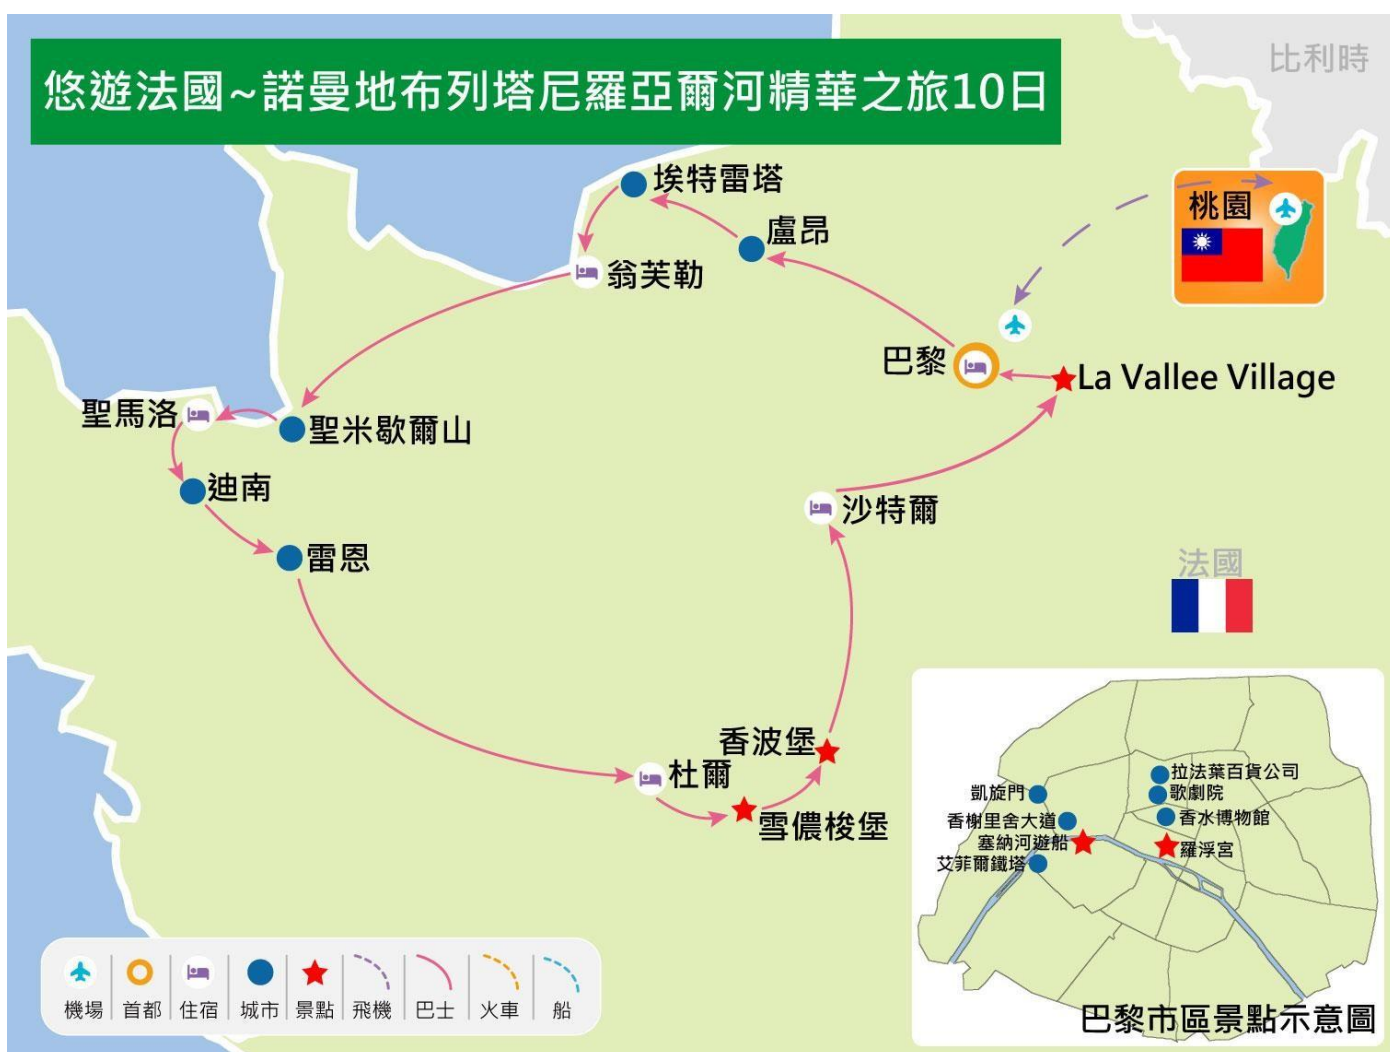 悠遊法國~諾曼地布列塔尼羅亞爾河精華之旅10日
比利時
桃園
埃特雷塔
盧昂
翁芙勒
巴黎
La Vallee Village
聖馬洛
聖米歇爾山
迪南
沙特爾
雷恩
法國
香波堡
杜爾
雪儂梭堡
拉法葉百貨公司
凱旋門
歌劇院
香榭里舍大道
香水博物館
塞納河遊船
羅浮宮
艾菲爾鐵塔
巴黎市區景點示意圖
機場
首都
住宿
城市
景點
飛機
巴士
火車
船